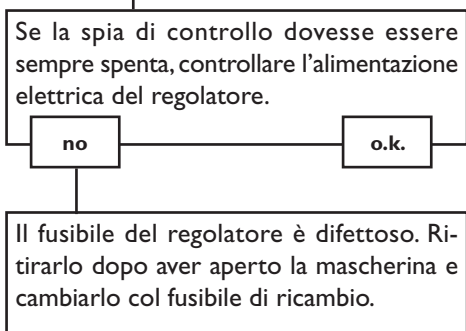 Se la spia di controllo dovesse essere
sempre spenta, controllare l'alimentazione
elettrica del regolatore.
no
o.k.
Il fusibile del regolatore è difettoso. Ri-
tirarlo dopo aver aperto la mascherina e
cambiarlo col fusibile di ricambio.